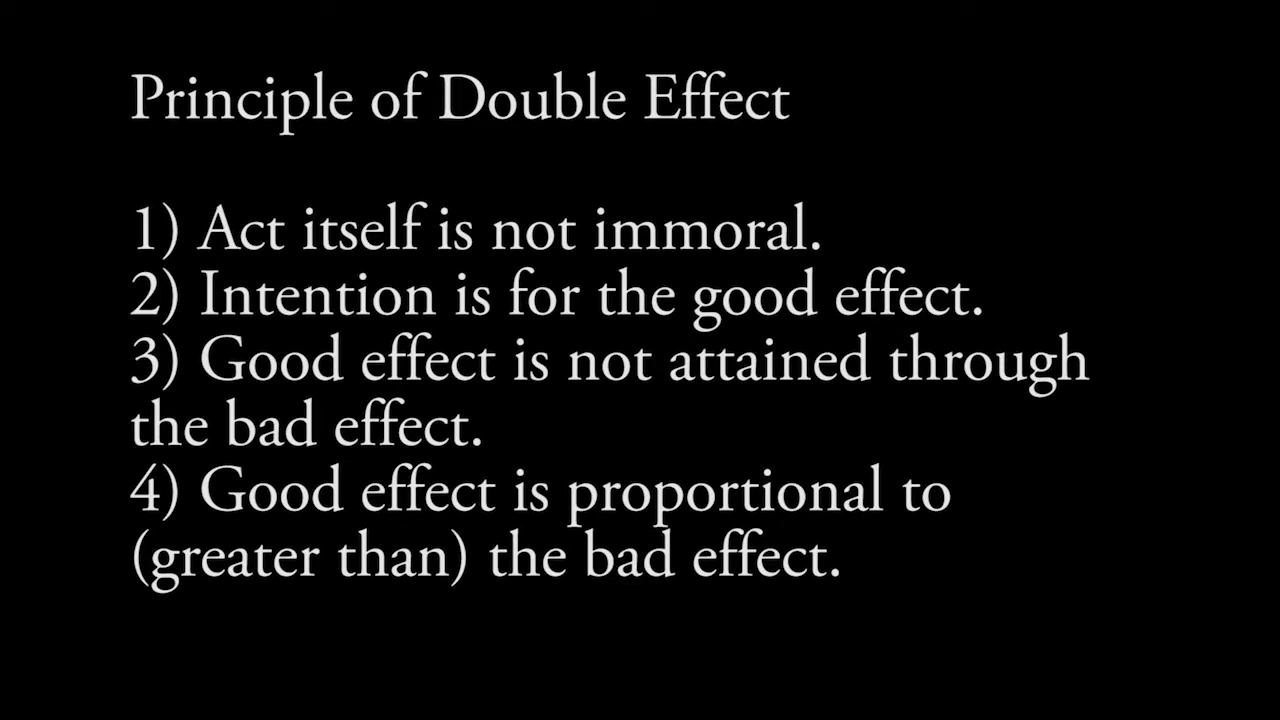 Principle of Double Effect
1) Act itself is not immoral.
2) Intention is for the good effect.
3) Good effect is not attained through
the bad effect.
4) Good effect is proportional to
(greater than) the bad effect.